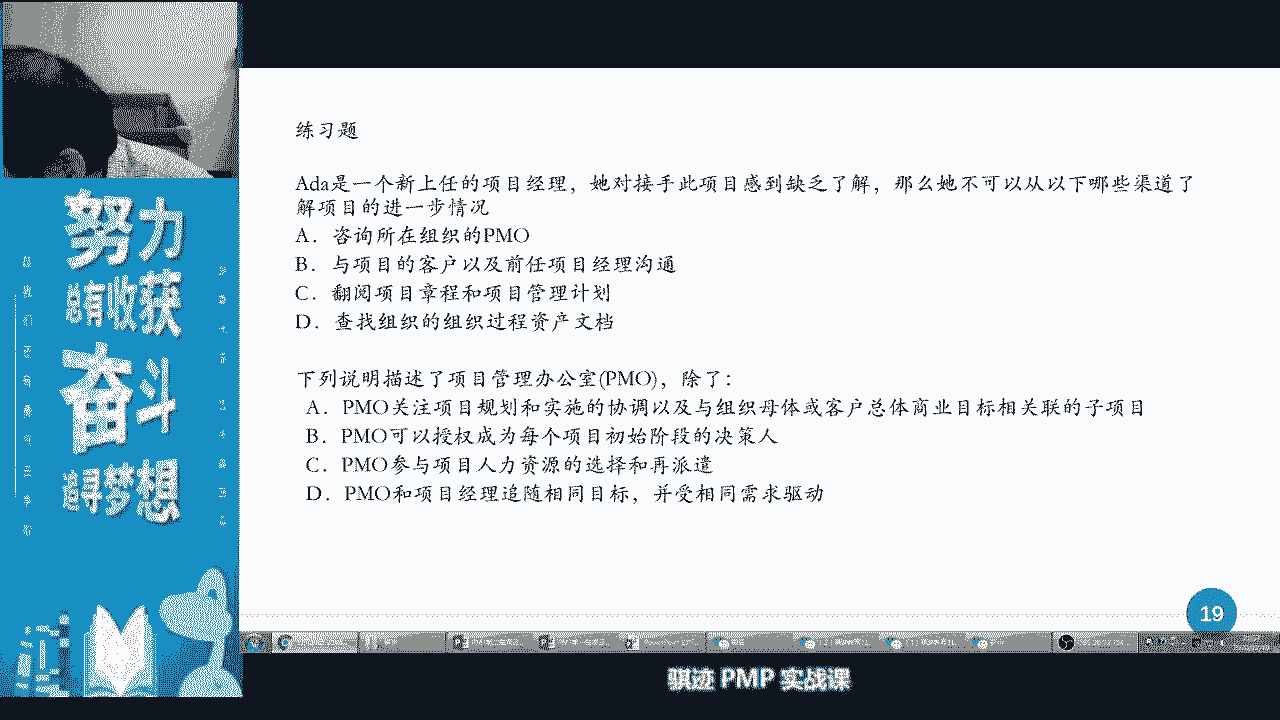 努力
总有收获
奋斗
追寻梦想
练习题
Ada是一个新上任的项目经理，她对接手此项目感到缺乏了解，那么她不可以从以下哪些渠道了
解项目的进一步情况
A．咨询所在组织的PMO
B．与项目的客户以及前任项目经理沟通
C．翻阅项目章程和项目管理计划
D．查找组织的组织过程资产文档
下列说明描述了项目管理办公室(PMO)，除了：
A．PMO关注项目规划和实施的协调以及与组织母体或客户总体商业目标相关联的子项目
B．PMO可以授权成为每个项目初始阶段的决策人
C．PMO参与项目人力资源的选择和再派遣
D．PMO和项目经理追随相同目标，并受相同需求驱动
19
骐迹 PMP 实战课